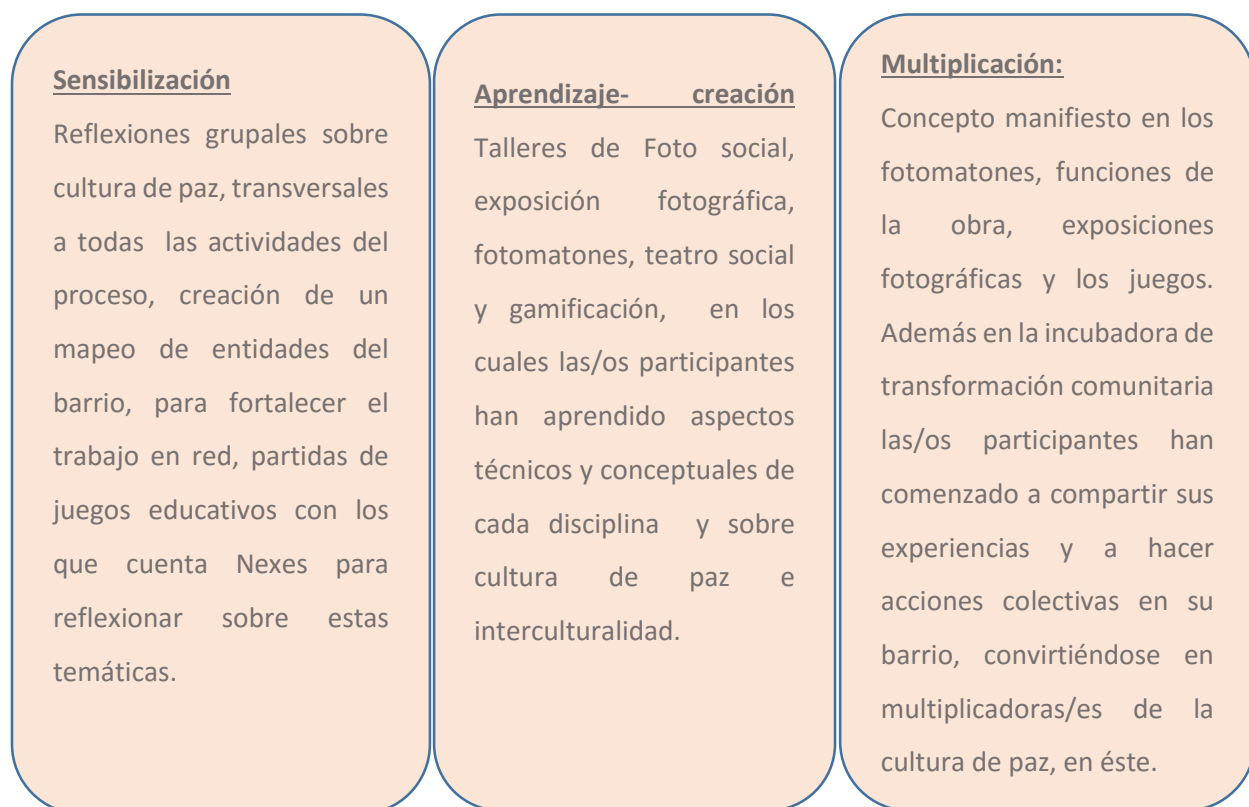 Sensibilización
Reflexiones grupales sobre
cultura de paz, transversales
a todas las actividades del
proceso, creación de un
mapeo de entidades del
barrio, para fortalecer el
trabajo en red, partidas de
juegos educativos con los
que cuenta Nexes para
reflexionar sobre estas
temáticas.
Aprendizaje- creación
Talleres de Foto social,
exposición fotográfica,
fotomatones, teatro social
y gamificación, en los
cuales las/os participantes
han aprendido aspectos
técnicos y conceptuales de
cada disciplina y sobre
cultura de paz e
interculturalidad.
Multiplicación:
Concepto manifiesto en los
fotomatones, funciones de
la obra, exposiciones
fotográficas y los juegos.
Además en la incubadora de
transformación comunitaria
las/os participantes han
comenzado a compartir sus
experiencias y a hacer
acciones colectivas en su
barrio, convirtiéndose en
multiplicadoras/es de la
cultura de paz, en éste.